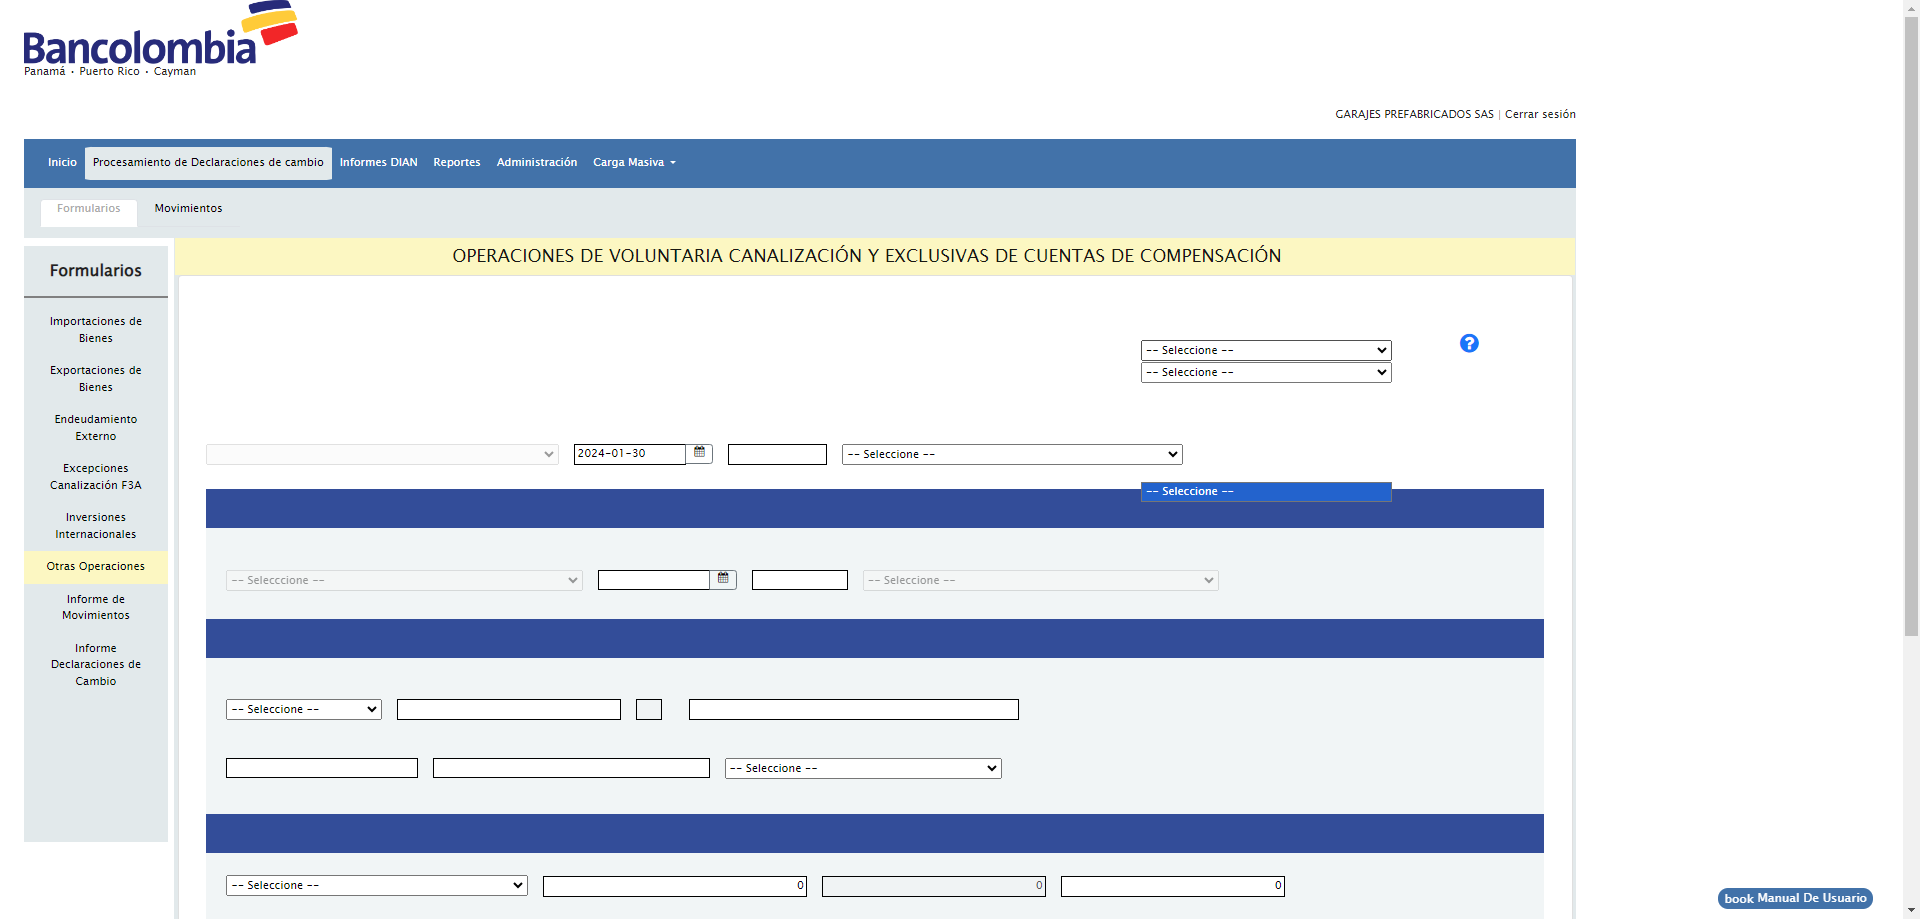 Bancolombia
Panamá • Puerto Rico • Cayman
GARAJES PREFABRICADOS SAS | Cerrar sesión
Inicio
Procesamiento de Declaraciones de cambio
Informes DIAN
Reportes
Administración
Carga Masiva
Formularios
Movimientos
Formularios
Importaciones de
Bienes
Exportaciones de
Bienes
Endeudamiento
Externo
Excepciones
Canalización F3A
Inversiones
Internacionales
Otras Operaciones
Informe de
Movimientos
Informe
Declaraciones de
Cambio
OPERACIONES DE VOLUNTARIA CANALIZACIÓN Y EXCLUSIVAS DE CUENTAS DE COMPENSACIÓN
-- Seleccione --
?
-- Seleccione --
2024-01-30
-- Seleccione --
-- Seleccione --
-- Selecccione --
-- Seleccione --
-- Seleccione --
-- Seleccione --
-- Seleccione --
0
0
0
book Manual De Usuario